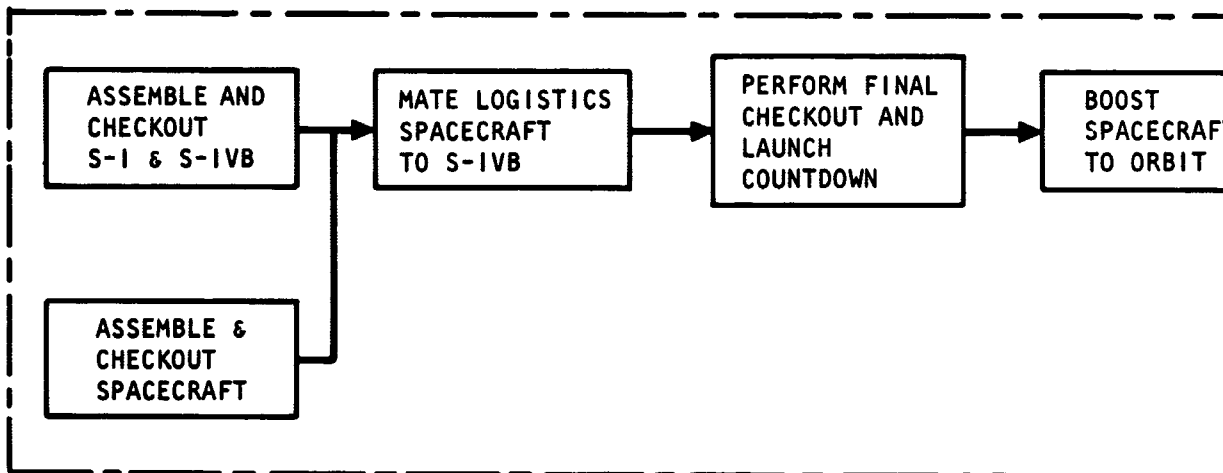 ASSEMBLE AND
CHECKOUT
S-I & S-IVB
MATE LOGISTICS
SPACECRAFT
TO S-IVB
PERFORM FINAL
CHECKOUT AND
LAUNCH
COUNTDOWN
BOOST
SPACECRAFT
TO ORBIT
ASSEMBLE &
CHECKOUT
SPACECRAFT